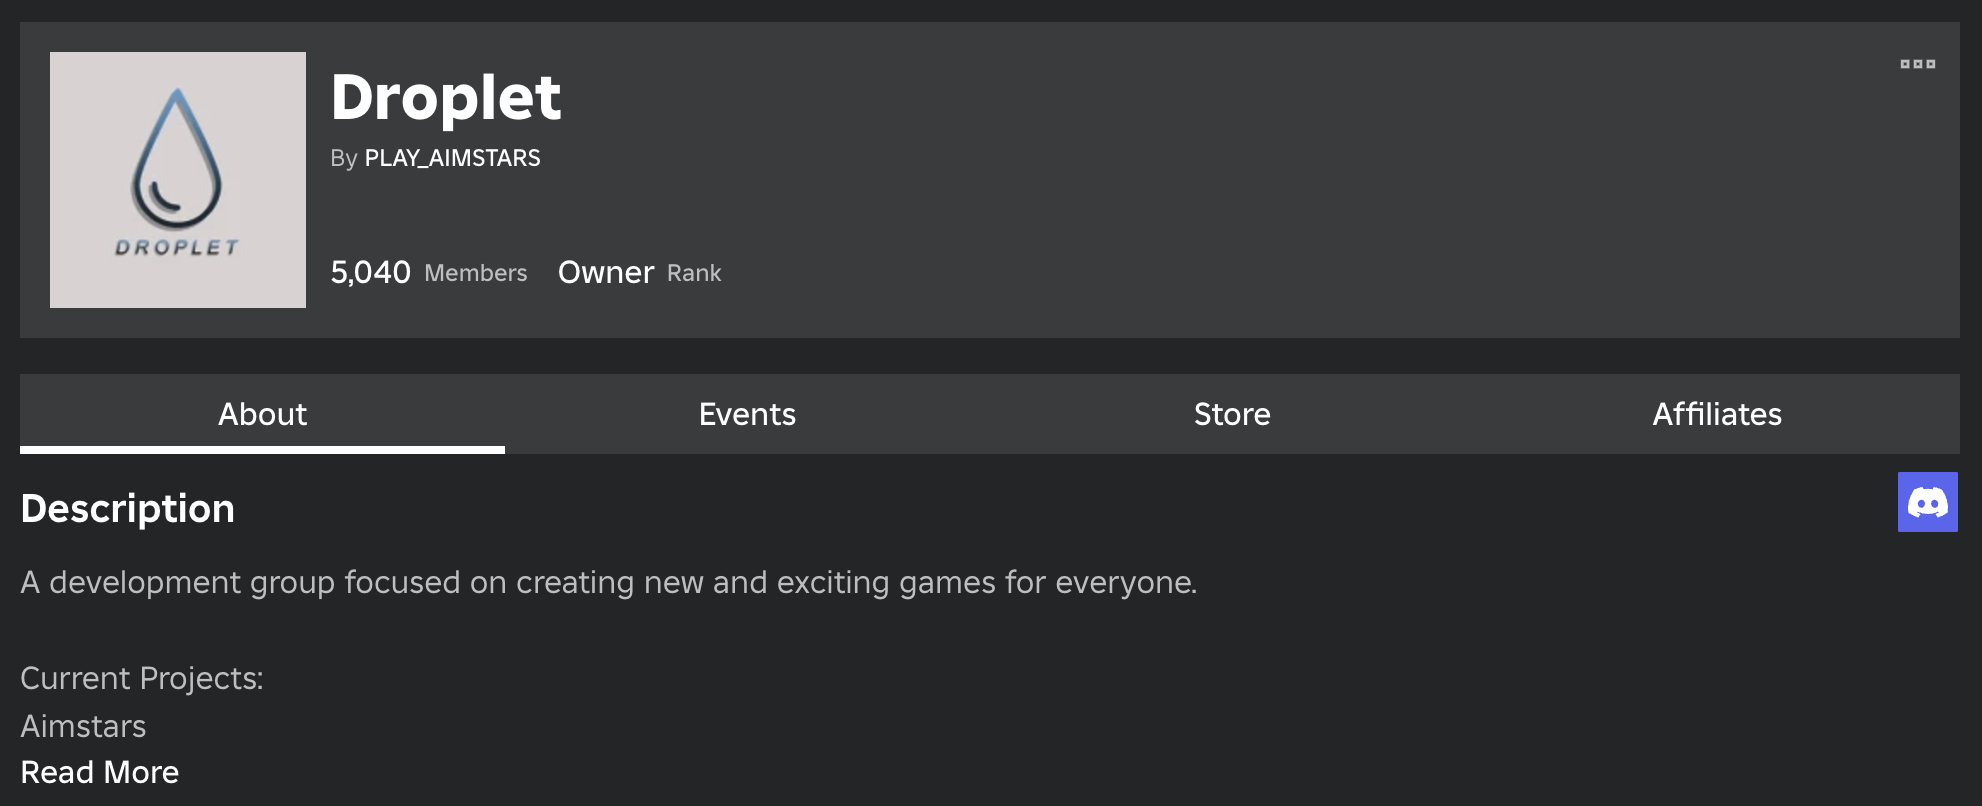 DROPLET
Droplet
By PLAY_AIMSTARS
5,040 Members Owner Rank
About Events Store Affiliates
Description
A development group focused on creating new and exciting games for everyone.
Current Projects:
Aimstars
Read More